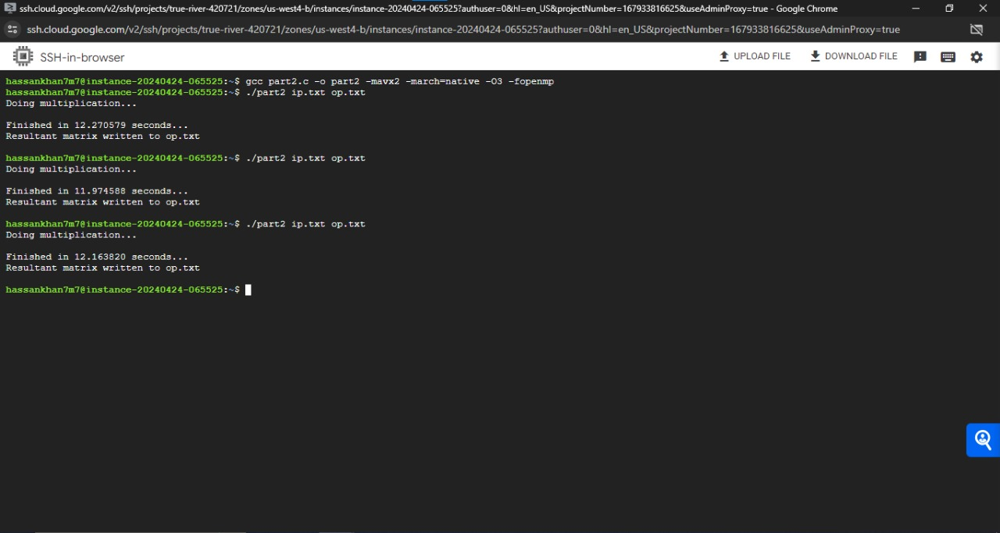 ssh.cloud.google.com/v2/ssh/projects/true-river-420721/zones/us-west4-b/instances/instance-20240424-065525?authuser=0&hl=en_US&projectNumber=167933816625&useAdminProxy=true - Google Chrome
ssh.cloud.google.com/v2/ssh/projects/true-river-420721/zones/us-west4-b/instances/instance-20240424-065525?authuser=0&hl=en_US&projectNumber=167933816625&useAdminProxy=true
SSH-in-browser
UPLOAD FILE
DOWNLOAD FILE
hassankhan7m7@instance-20240424-065525:~$ gcc part2.c -o part2 -mavx2 -march=native -O3 -fopenmp
hassankhan7m7@instance-20240424-065525:~$ ./part2 ip.txt op.txt
Doing multiplication...
Finished in 12.270579 seconds...
Resultant matrix written to op.txt
hassankhan7m7@instance-20240424-065525:~$ ./part2 ip.txt op.txt
Doing multiplication...
Finished in 11.974588 seconds...
Resultant matrix written to op.txt
hassankhan7m7@instance-20240424-065525:~$ ./part2 ip.txt op.txt
Doing multiplication...
Finished in 12.163820 seconds...
Resultant matrix written to op.txt
hassankhan7m7@instance-20240424-065525:~$